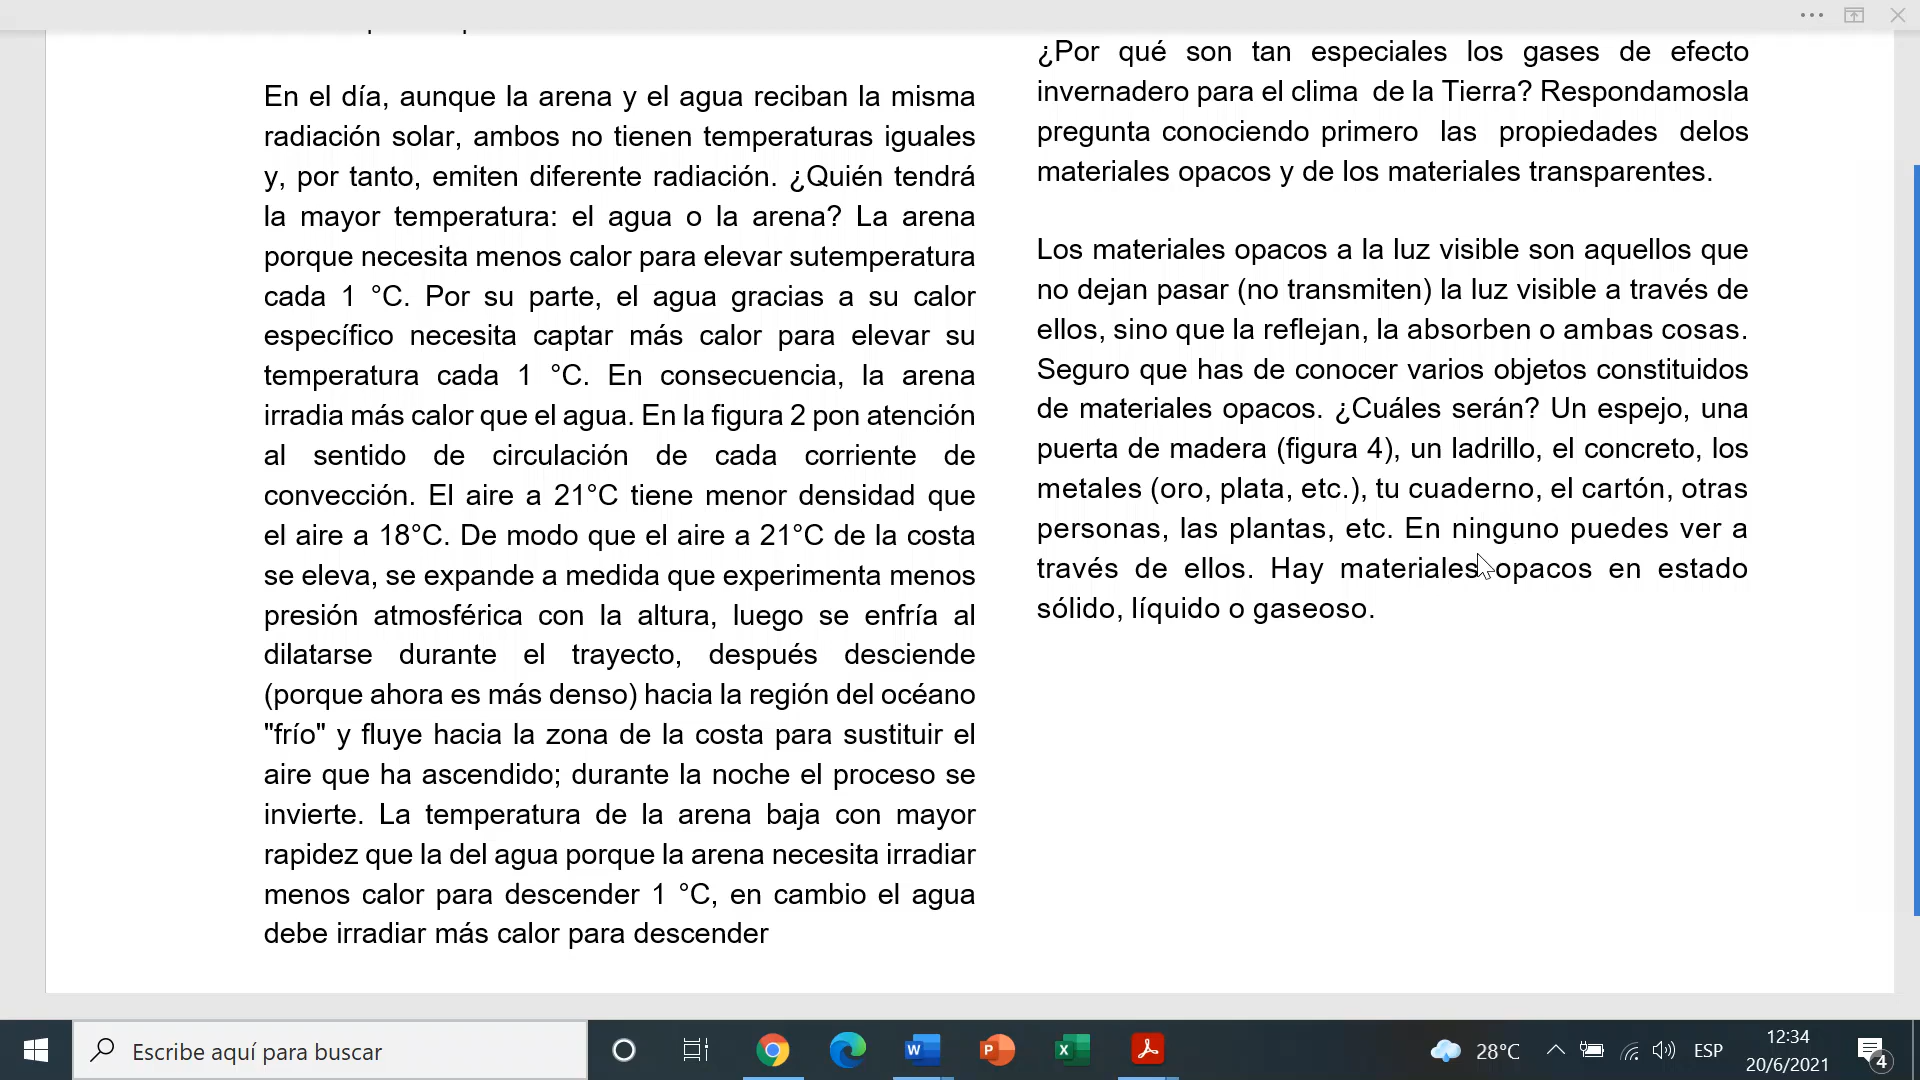 En el día, aunque la arena y el agua reciban la misma
radiación solar, ambos no tienen temperaturas iguales
y, por tanto, emiten diferente radiación. ¿Quién tendrá
la mayor temperatura: el agua o la arena? La arena
porque necesita menos calor para elevar sutemperatura
cada 1 °C. Por su parte, el agua gracias a su calor
específico necesita captar más calor para elevar su
temperatura cada 1 °C. En consecuencia, la arena
irradia más calor que el agua. En la figura 2 pon atención
al sentido de circulación de cada corriente de
convección. El aire a 21°C tiene menor densidad que
el aire a 18°C. De modo que el aire a 21°C de la costa
se eleva, se expande a medida que experimenta menos
presión atmosférica con la altura, luego se enfría al
dilatarse durante el trayecto, después desciende
(porque ahora es más denso) hacia la región del océano
"frío" y fluye hacia la zona de la costa para sustituir el
aire que ha ascendido; durante la noche el proceso se
invierte. La temperatura de la arena baja con mayor
rapidez que la del agua porque la arena necesita irradiar
menos calor para descender 1 °C, en cambio el agua
debe irradiar más calor para descender
¿Por qué son tan especiales los gases de efecto
invernadero para el clima de la Tierra? Respondamosla
pregunta conociendo primero las propiedades delos
materiales opacos y de los materiales transparentes.
Los materiales opacos a la luz visible son aquellos que
no dejan pasar (no transmiten) la luz visible a través de
ellos, sino que la reflejan, la absorben o ambas cosas.
Seguro que has de conocer varios objetos constituidos
de materiales opacos. ¿Cuáles serán? Un espejo, una
puerta de madera (figura 4), un ladrillo, el concreto, los
metales (oro, plata, etc.), tu cuaderno, el cartón, otras
personas, las plantas, etc. En ninguno puedes ver a
través de ellos. Hay materiales opacos en estado
sólido, líquido o gaseoso.
Escribe aquí para buscar
28°C
ESP
12:34
20/6/2021
4